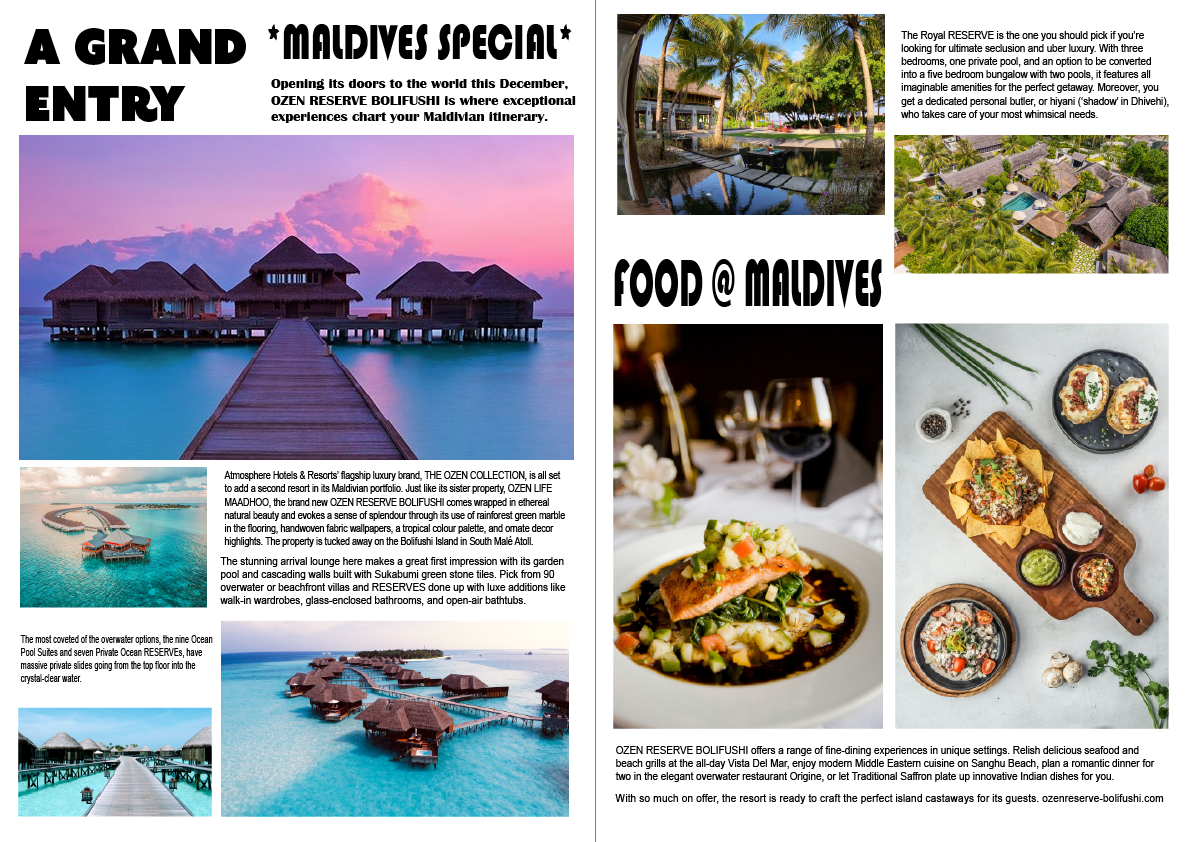 A GRAND
ENTRY
*MALDIVES SPECIAL*
Opening its doors to the world this December,
OZEN RESERVE BOLIFUSHI is where exceptional
experiences chart your Maldivian itinerary.
Atmosphere Hotels & Resorts' flagship luxury brand, THE OZEN COLLECTION, is all set
to add a second resort in its Maldivian portfolio. Just like its sister property, OZEN LIFE
MAADHOO, the brand new OZEN RESERVE BOLIFUSHI comes wrapped in ethereal
natural beauty and evokes a sense of splendour through its use of rainforest green marble
in the flooring, handwoven fabric wallpapers, a tropical colour palette, and ornate decor
highlights. The property is tucked away on the Bolifushi Island in South Malé Atoll.
The stunning arrival lounge here makes a great first impression with its garden
pool and cascading walls built with Sukabumi green stone tiles. Pick from 90
overwater or beachfront villas and RESERVES done up with luxe additions like
walk-in wardrobes, glass-enclosed bathrooms, and open-air bathtubs.
The most coveted of the overwater options, the nine Ocean
Pool Suites and seven Private Ocean RESERVEs, have
massive private slides going from the top floor into the
crystal-clear water.
The Royal RESERVE is the one you should pick if you're
looking for ultimate seclusion and uber luxury. With three
bedrooms, one private pool, and an option to be converted
into a five bedroom bungalow with two pools, it features all
imaginable amenities for the perfect getaway. Moreover, you
get a dedicated personal butler, or hiyani ('shadow' in Dhivehi),
who takes care of your most whimsical needs.
FOOD @ MALDIVES
OZEN RESERVE BOLIFUSHI offers a range of fine-dining experiences in unique settings. Relish delicious seafood and
beach grills at the all-day Vista Del Mar, enjoy modern Middle Eastern cuisine on Sanghu Beach, plan a romantic dinner for
two in the elegant overwater restaurant Origine, or let Traditional Saffron plate up innovative Indian dishes for you.
With so much on offer, the resort is ready to craft the perfect island castaways for its guests. ozenreserve-bolifushi.com